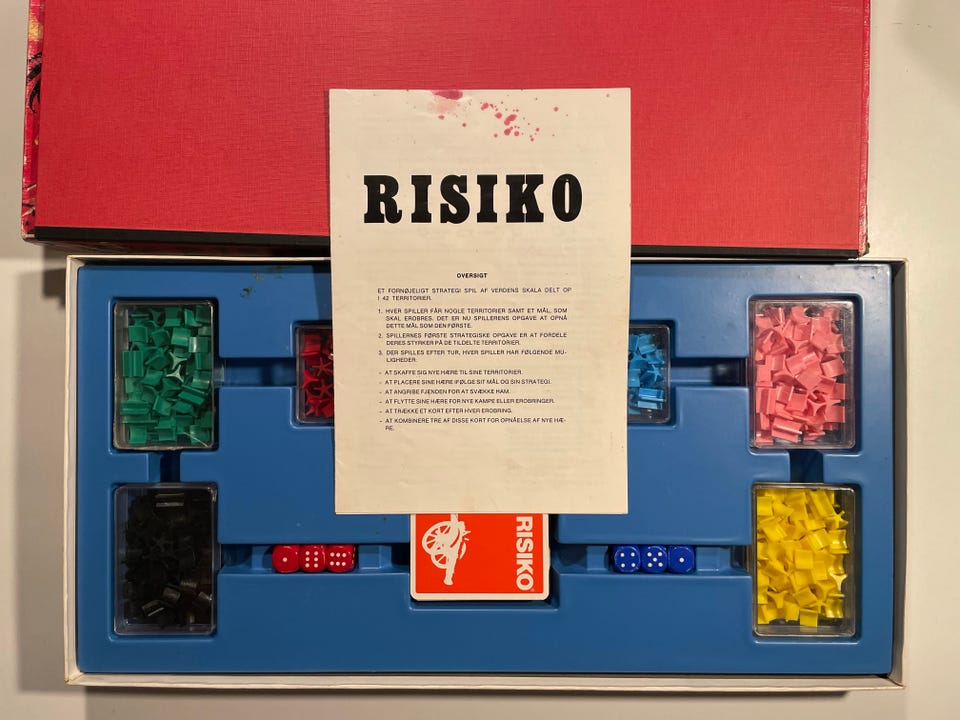 RISIKO
OVERSIGT
ET FORNØJELIGT STRATEGI SPIL AF VERDENS SKALA DELT OP
I 42 TERRITORIER.
1. HVER SPILLER FÅR NOGLE TERRITORIER SAMT ET MÅL, SOM
SKAL EROBRES. DET ER NU SPILLERENS OPGAVE AT OPNÅ
DETTE MÅL SOM DEN FØRSTE.
2. SPILLERNES FØRSTE STRATEGISKE OPGAVE ER AT FORDELE
DERES STYRKER PÅ DE TILDELTE TERRITORIER.
3. DER SPILLES EFTER TUR, HVER SPILLER HAR FØLGENDE MU-
LIGHEDER:
– AT SKAFFE SIG NYE HÆRE TIL SINE TERRITORIER.
– AT PLACERE SINE HÆRE IFØLGE SIT MÅL OG SIN STRATEGI.
– AT ANGRIBE FJENDEN FOR AT SVÆKKE HAM.
– AT FLYTTE SINE HÆRE FOR NYE KAMPE ELLER EROBRINGER.
– AT TRÆKKE ET KORT EFTER HVER EROBRING.
– AT KOMBINERE TRE AF DISSE KORT FOR OPNÅELSE AF NYE HÆ-
RE.
RISIKO®